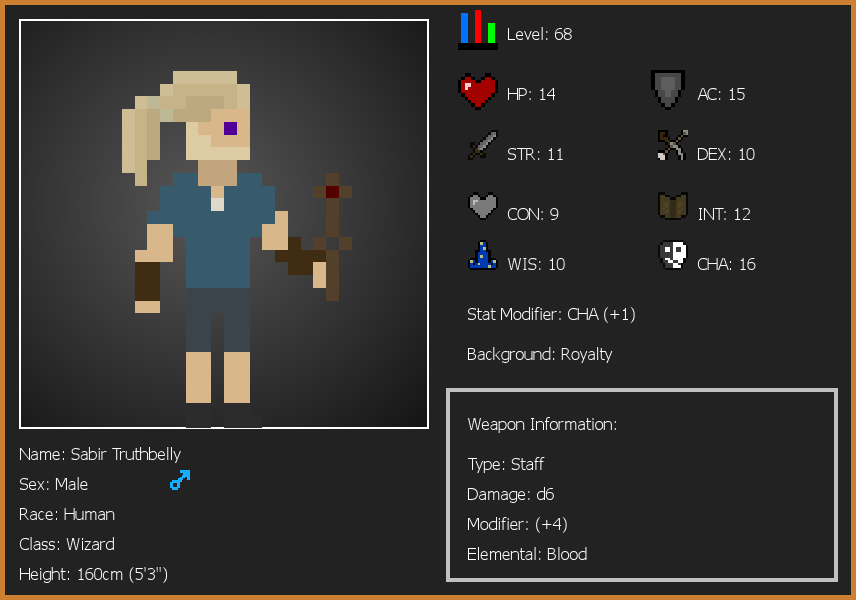 Level: 68
HP: 14
AC: 15
STR: 11
DEX: 10
CON: 9
INT: 12
WIS: 10
CHA: 16
Stat Modifier: CHA (+1)
Background: Royalty
Weapon Information:
Type: Staff
Damage: d6
Modifier: (+4)
Elemental: Blood
Name: Sabir Truthbelly
Sex: Male
Race: Human
Class: Wizard
Height: 160cm (5'3")